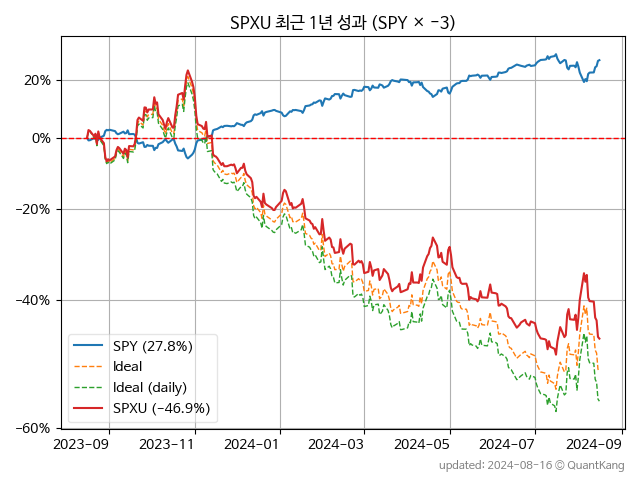 SPXU 최근 1년 성과 (SPY × −3)
20%
0%
−20%
−40%
−60%
SPY (27.8%)
Ideal
Ideal (daily)
SPXU (−46.9%)
2023−09
2023−11
2024−01
2024−03
2024−05
2024−07
2024−09
updated: 2024-08-16 © QuantKang